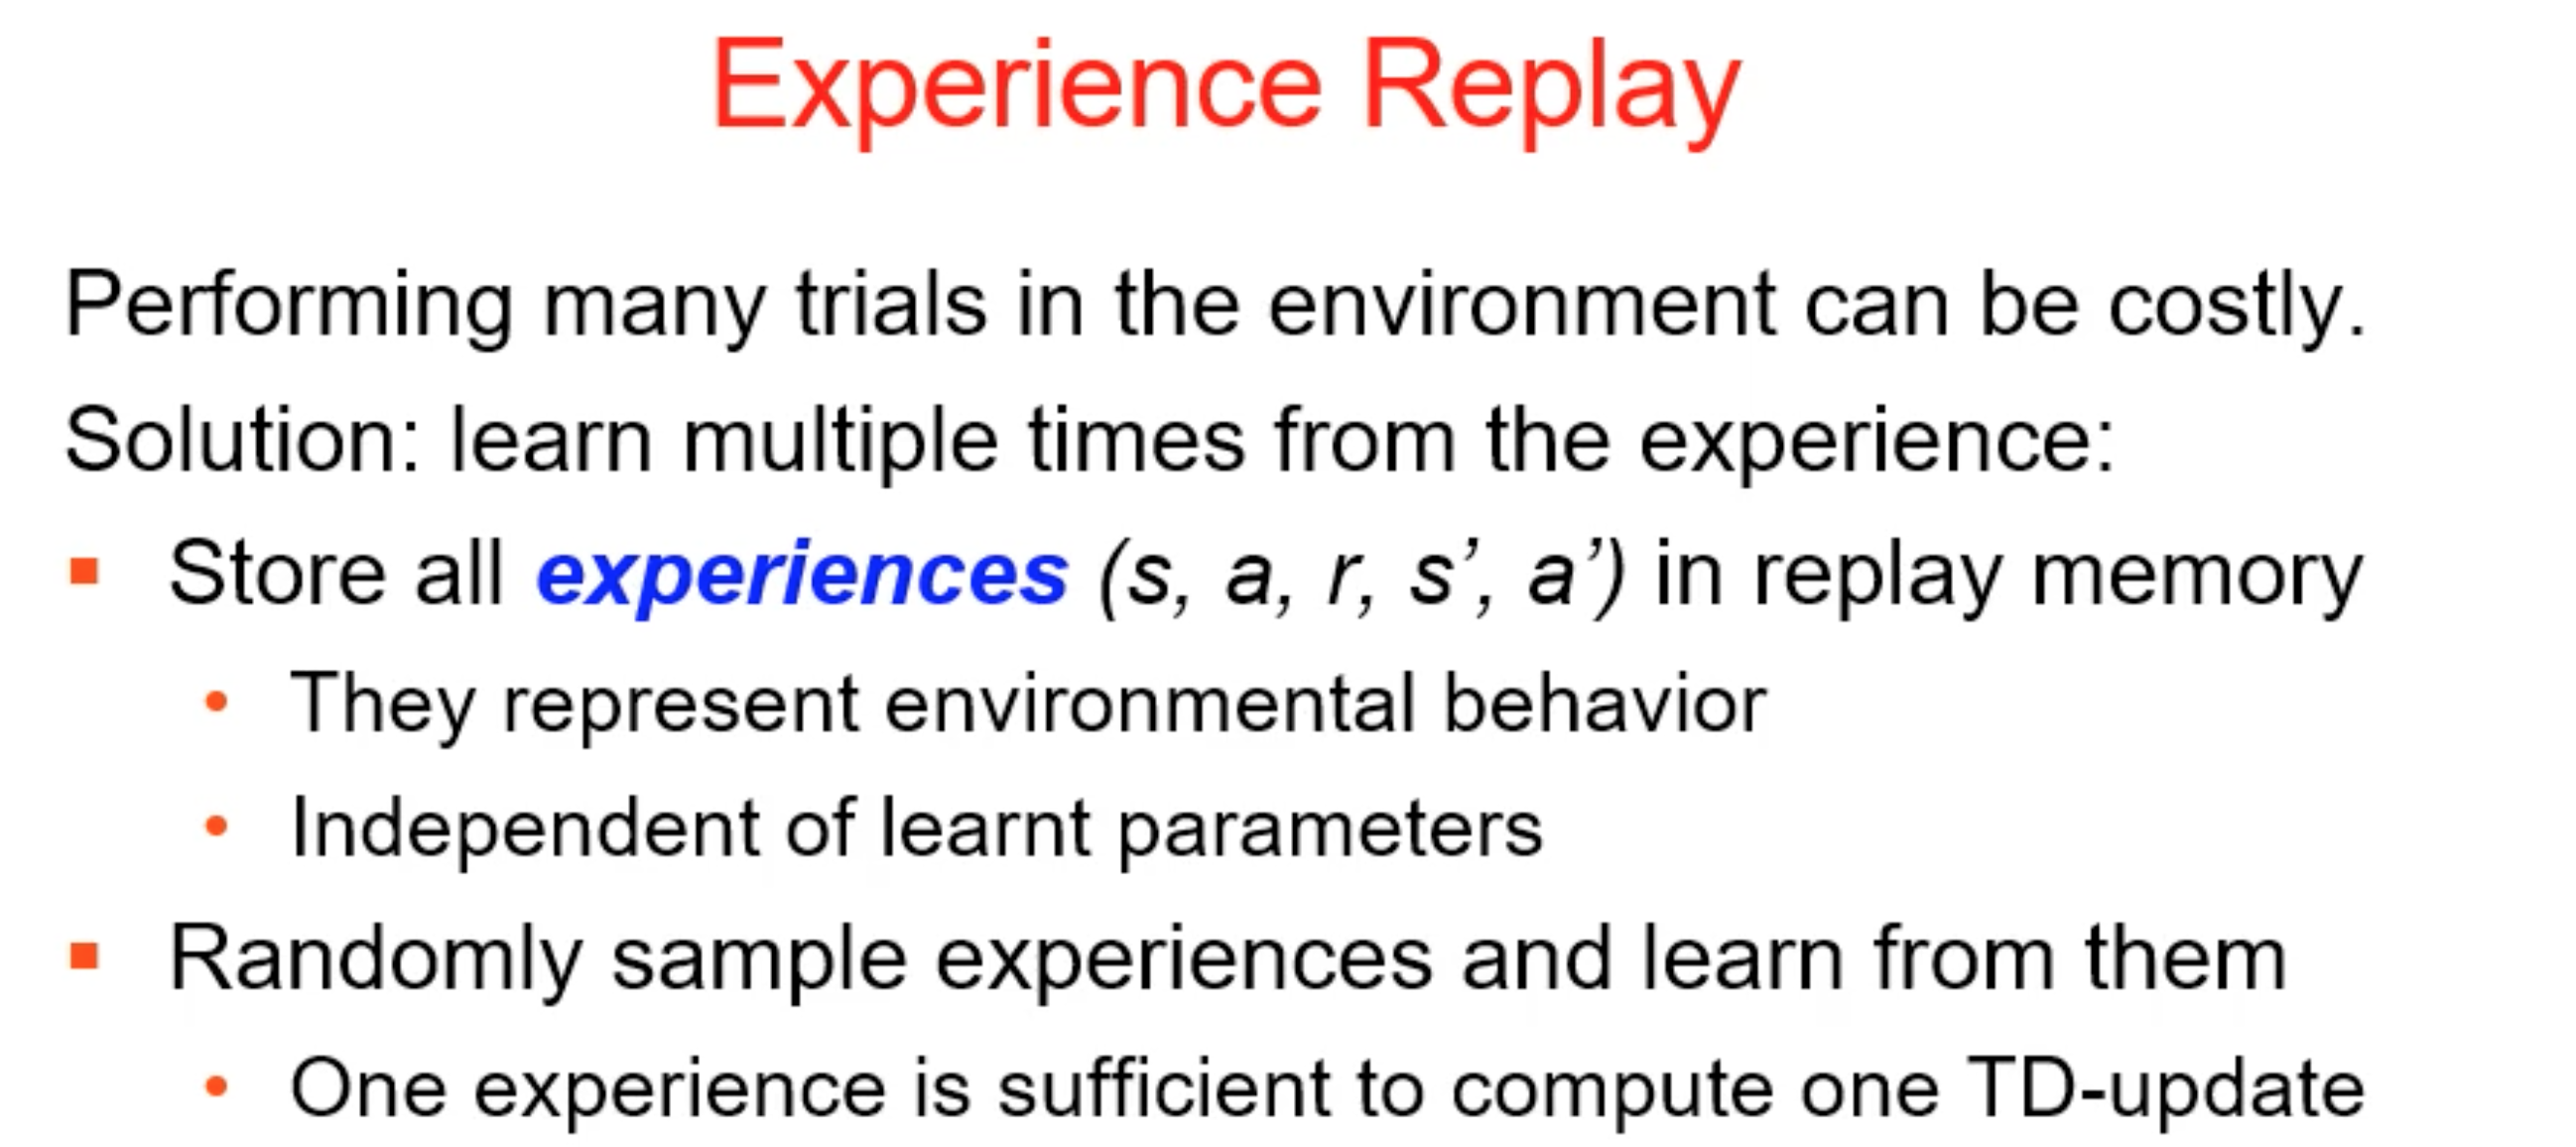 Experience Replay
Performing many trials in the environment can be costly.
Solution: learn multiple times from the experience:
▪ Store all experiences (s, a, r, s’, a’) in replay memory
• They represent environmental behavior
• Independent of learnt parameters
▪ Randomly sample experiences and learn from them
• One experience is sufficient to compute one TD-update